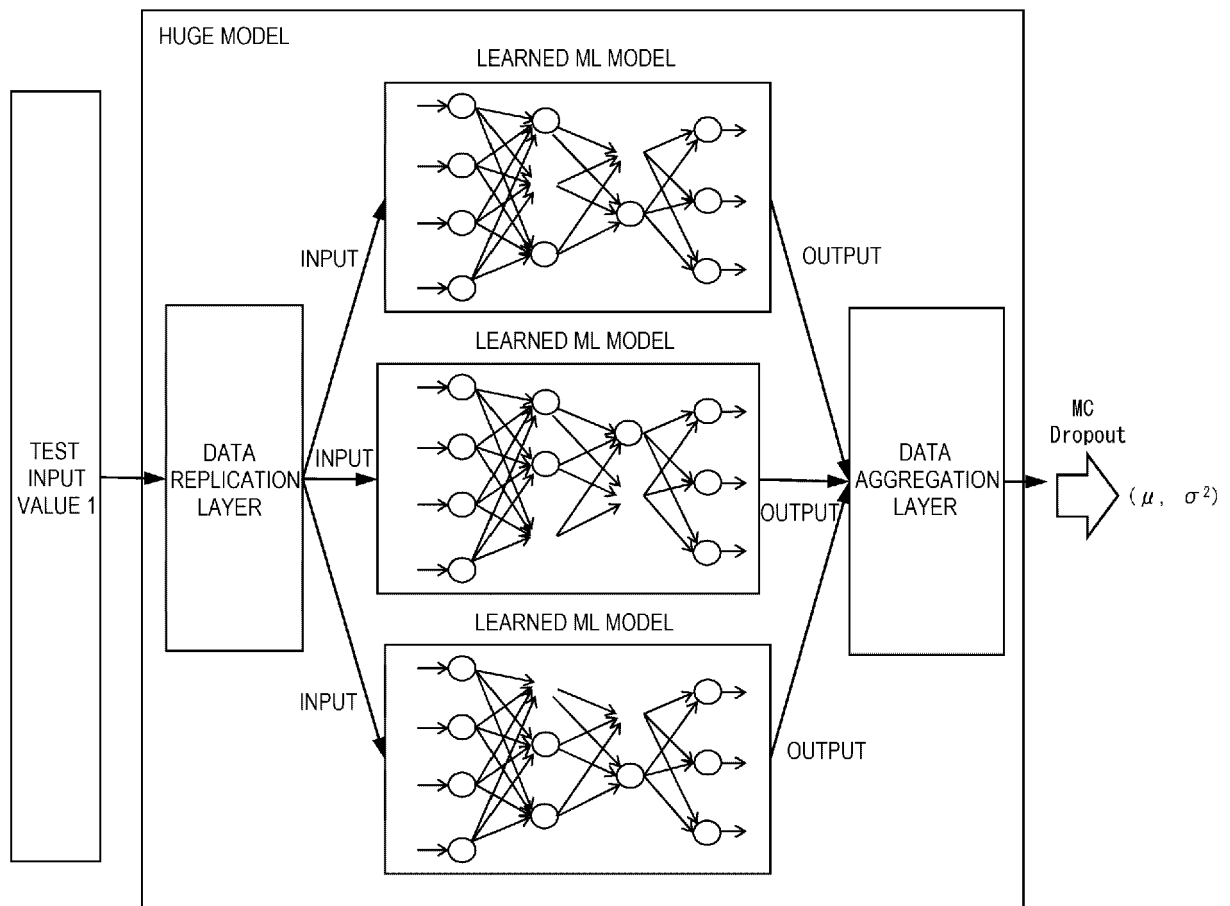 HUGE MODEL
LEARNED ML MODEL
INPUT
OUTPUT
LEARNED ML MODEL
TEST
INPUT
VALUE 1
DATA
REPLICATION
LAYER
INPUT
OUTPUT
DATA
AGGREGATION
LAYER
MC
Dropout
(μ, σ²)
LEARNED ML MODEL
INPUT
OUTPUT